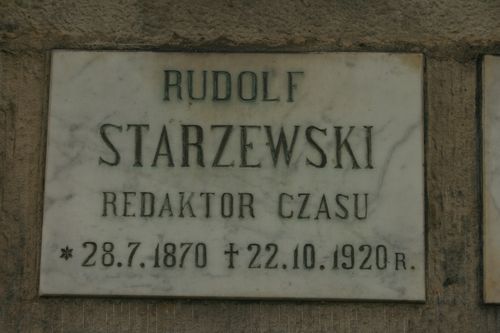 RUDOLF
STARZEWSKI
REDAKTOR CZASU
* 28.7.1870 † 22.10.1920 R.